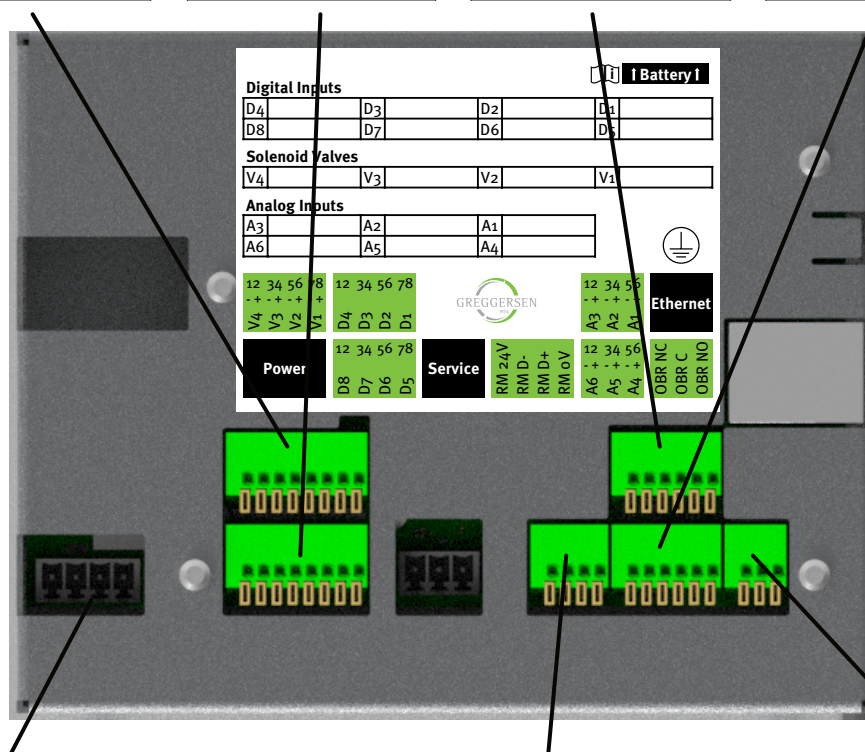 i ↑ Battery ↑
Digital Inputs
D4 D3 D2 D1
D8 D7 D6 D5
Solenoid Valves
V4 V3 V2 V1
Analog Inputs
A3 A2 A1
A6 A5 A4
12 34 56 78
- + - + - + - +
V4 V3 V2 V1
12 34 56 78
D4 D3 D2 D1
GREGGERSEN
12 34 56
- + - + - +
A3 A2 A1
Ethernet
Power
12 34 56 78
D8 D7 D6 D5
Service
RM 24V
RM D-
RM D+
RM 0V
12 34 56
- + - + - +
A6 A5 A4
OBR NC
OBR C
OBR NO